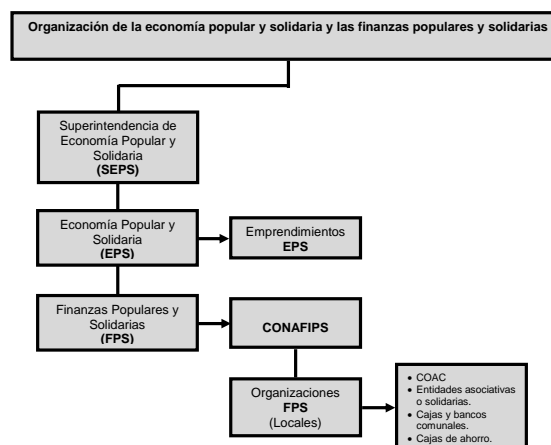 Organización de la economía popular y solidaria y las finanzas populares y solidarias
Superintendencia de
Economía Popular y
Solidaria
(SEPS)
Economía Popular y
Solidaria
(EPS)
Emprendimientos
EPS
Finanzas Populares y
Solidarias
(FPS)
CONAFIPS
Organizaciones
FPS
(Locales)
• COAC
• Entidades asociativas
o solidarias.
• Cajas y bancos
comunales.
• Cajas de ahorro.